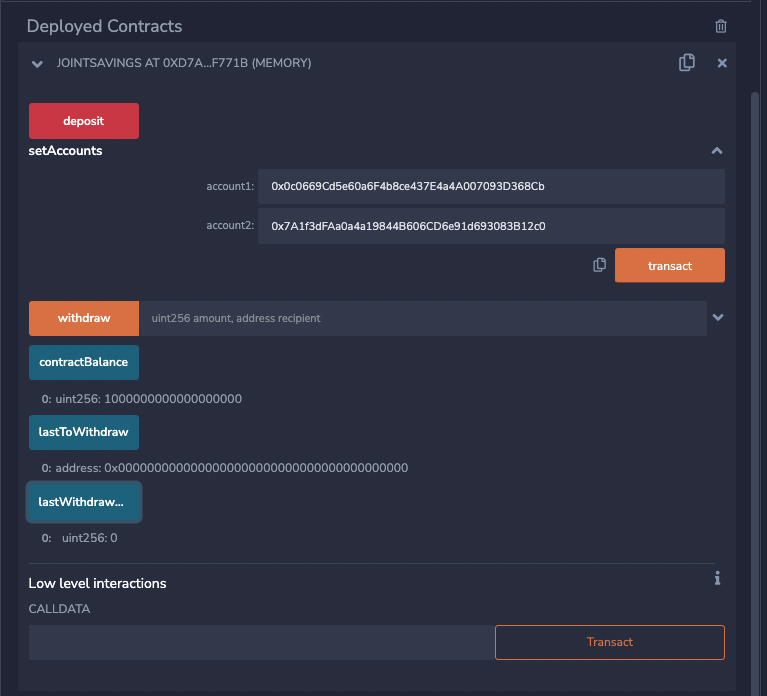 Deployed Contracts
JOINTSAVINGS AT 0XD7A...F771B (MEMORY)
deposit
setAccounts
account1: 0x0c0669Cd5e60a6F4b8ce437E4a4A007093D368Cb
account2: 0x7A1f3dFAa0a4a19844B606CD6e91d693083B12c0
transact
withdraw uint256 amount, address recipient
contractBalance
0: uint256: 1000000000000000000
lastToWithdraw
0: address: 0x0000000000000000000000000000000000000000
lastWithdraw...
0: uint256: 0
Low level interactions
CALLDATA
Transact